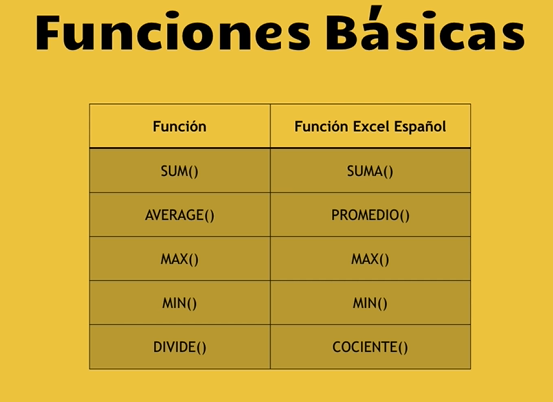 Funciones Básicas
Función Función Excel Español
SUM() SUMA()
AVERAGE() PROMEDIO()
MAX() MAX()
MIN() MIN()
DIVIDE() COCIENTE()